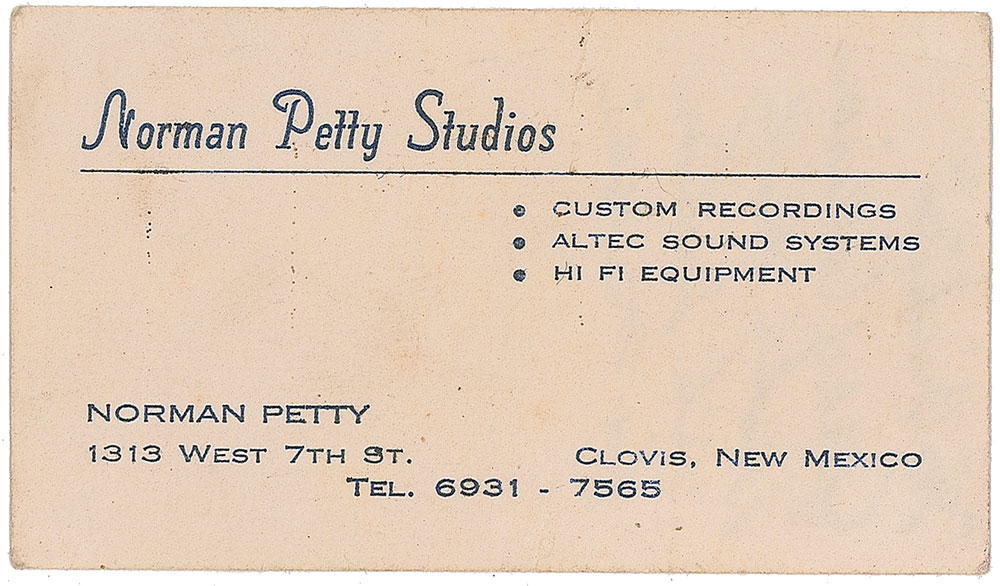 Norman Petty Studios
• CUSTOM RECORDINGS
• ALTEC SOUND SYSTEMS
• HI FI EQUIPMENT
NORMAN PETTY
1313 WEST 7TH ST. CLOVIS, NEW MEXICO
TEL. 6931 - 7565